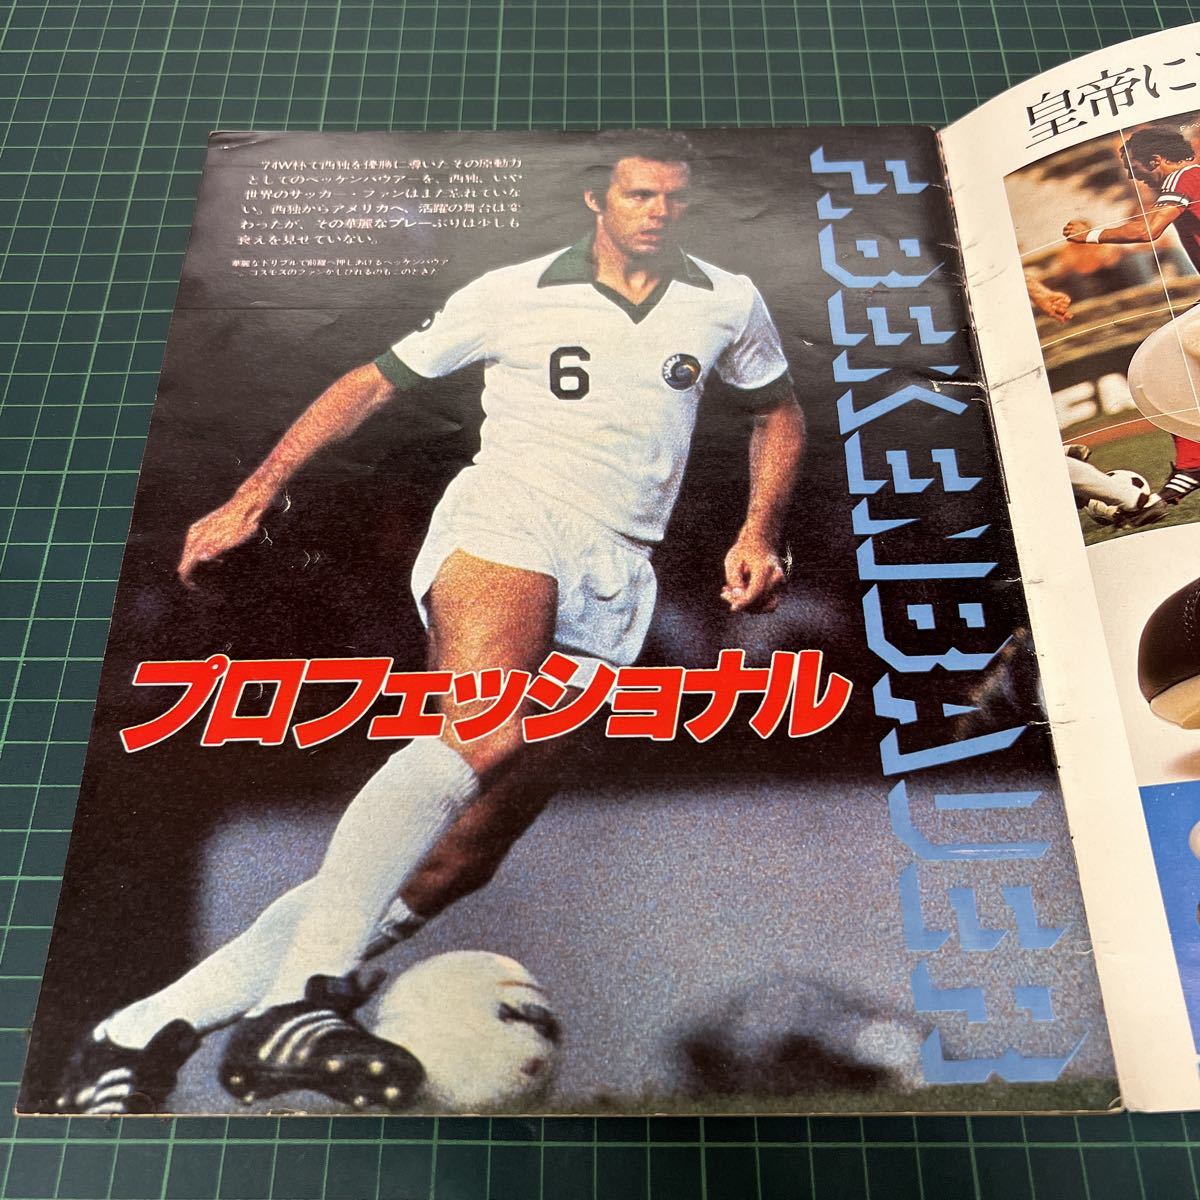 '74W杯で西独を優勝に導いたその原動力
としてのベッケンバウアーを、西独、いや
世界のサッカー・ファンはまだ忘れていな
い。西独からアメリカへ、活躍の舞台は変
わったが、その華麗なプレーぶりは少しも
衰えを見せていない。
華麗なドリブルで前線へ押しあげるベッケンバウア
ー。コスモスのファンがしびれるのもこのときだ
F.BEKENBAUER
6
プロフェッショナル
皇帝に